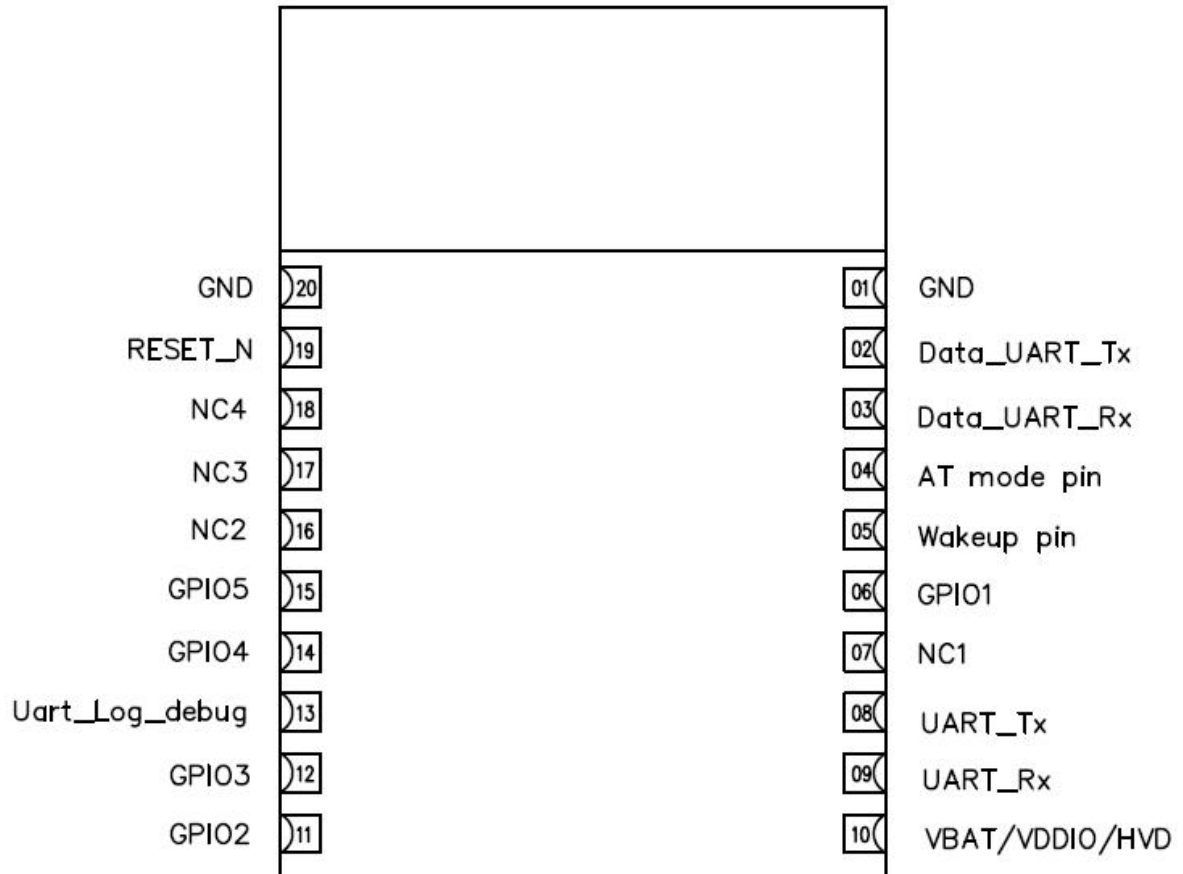 GND 20 01 GND
RESET_N 19 02 Data_UART_Tx
NC4 18 03 Data_UART_Rx
NC3 17 04 AT mode pin
NC2 16 05 Wakeup pin
GPIO5 15 06 GPIO1
GPIO4 14 07 NC1
Uart_Log_debug 13 08 UART_Tx
GPIO3 12 09 UART_Rx
GPIO2 11 10 VBAT/VDDIO/HVD